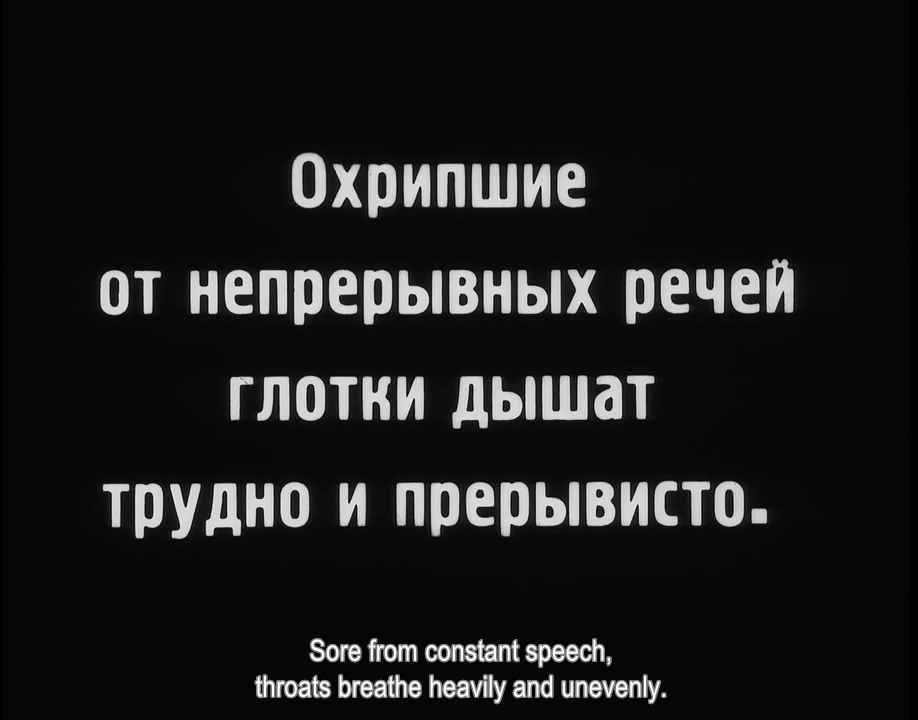 Охрипшие
от непрерывных речей
глотки дышат
трудно и прерывисто.
Sore from constant speech,
throats breathe heavily and unevenly.